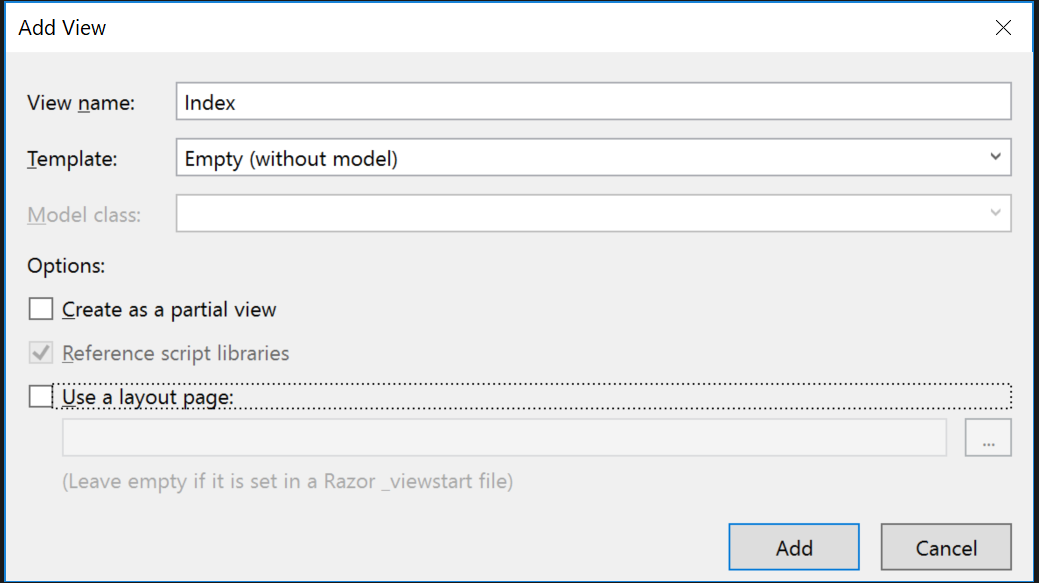 Add View
View name: Index
Template: Empty (without model)
Model class:
Options:
Create as a partial view
Reference script libraries
Use a layout page:
...
(Leave empty if it is set in a Razor _viewstart file)
Add Cancel